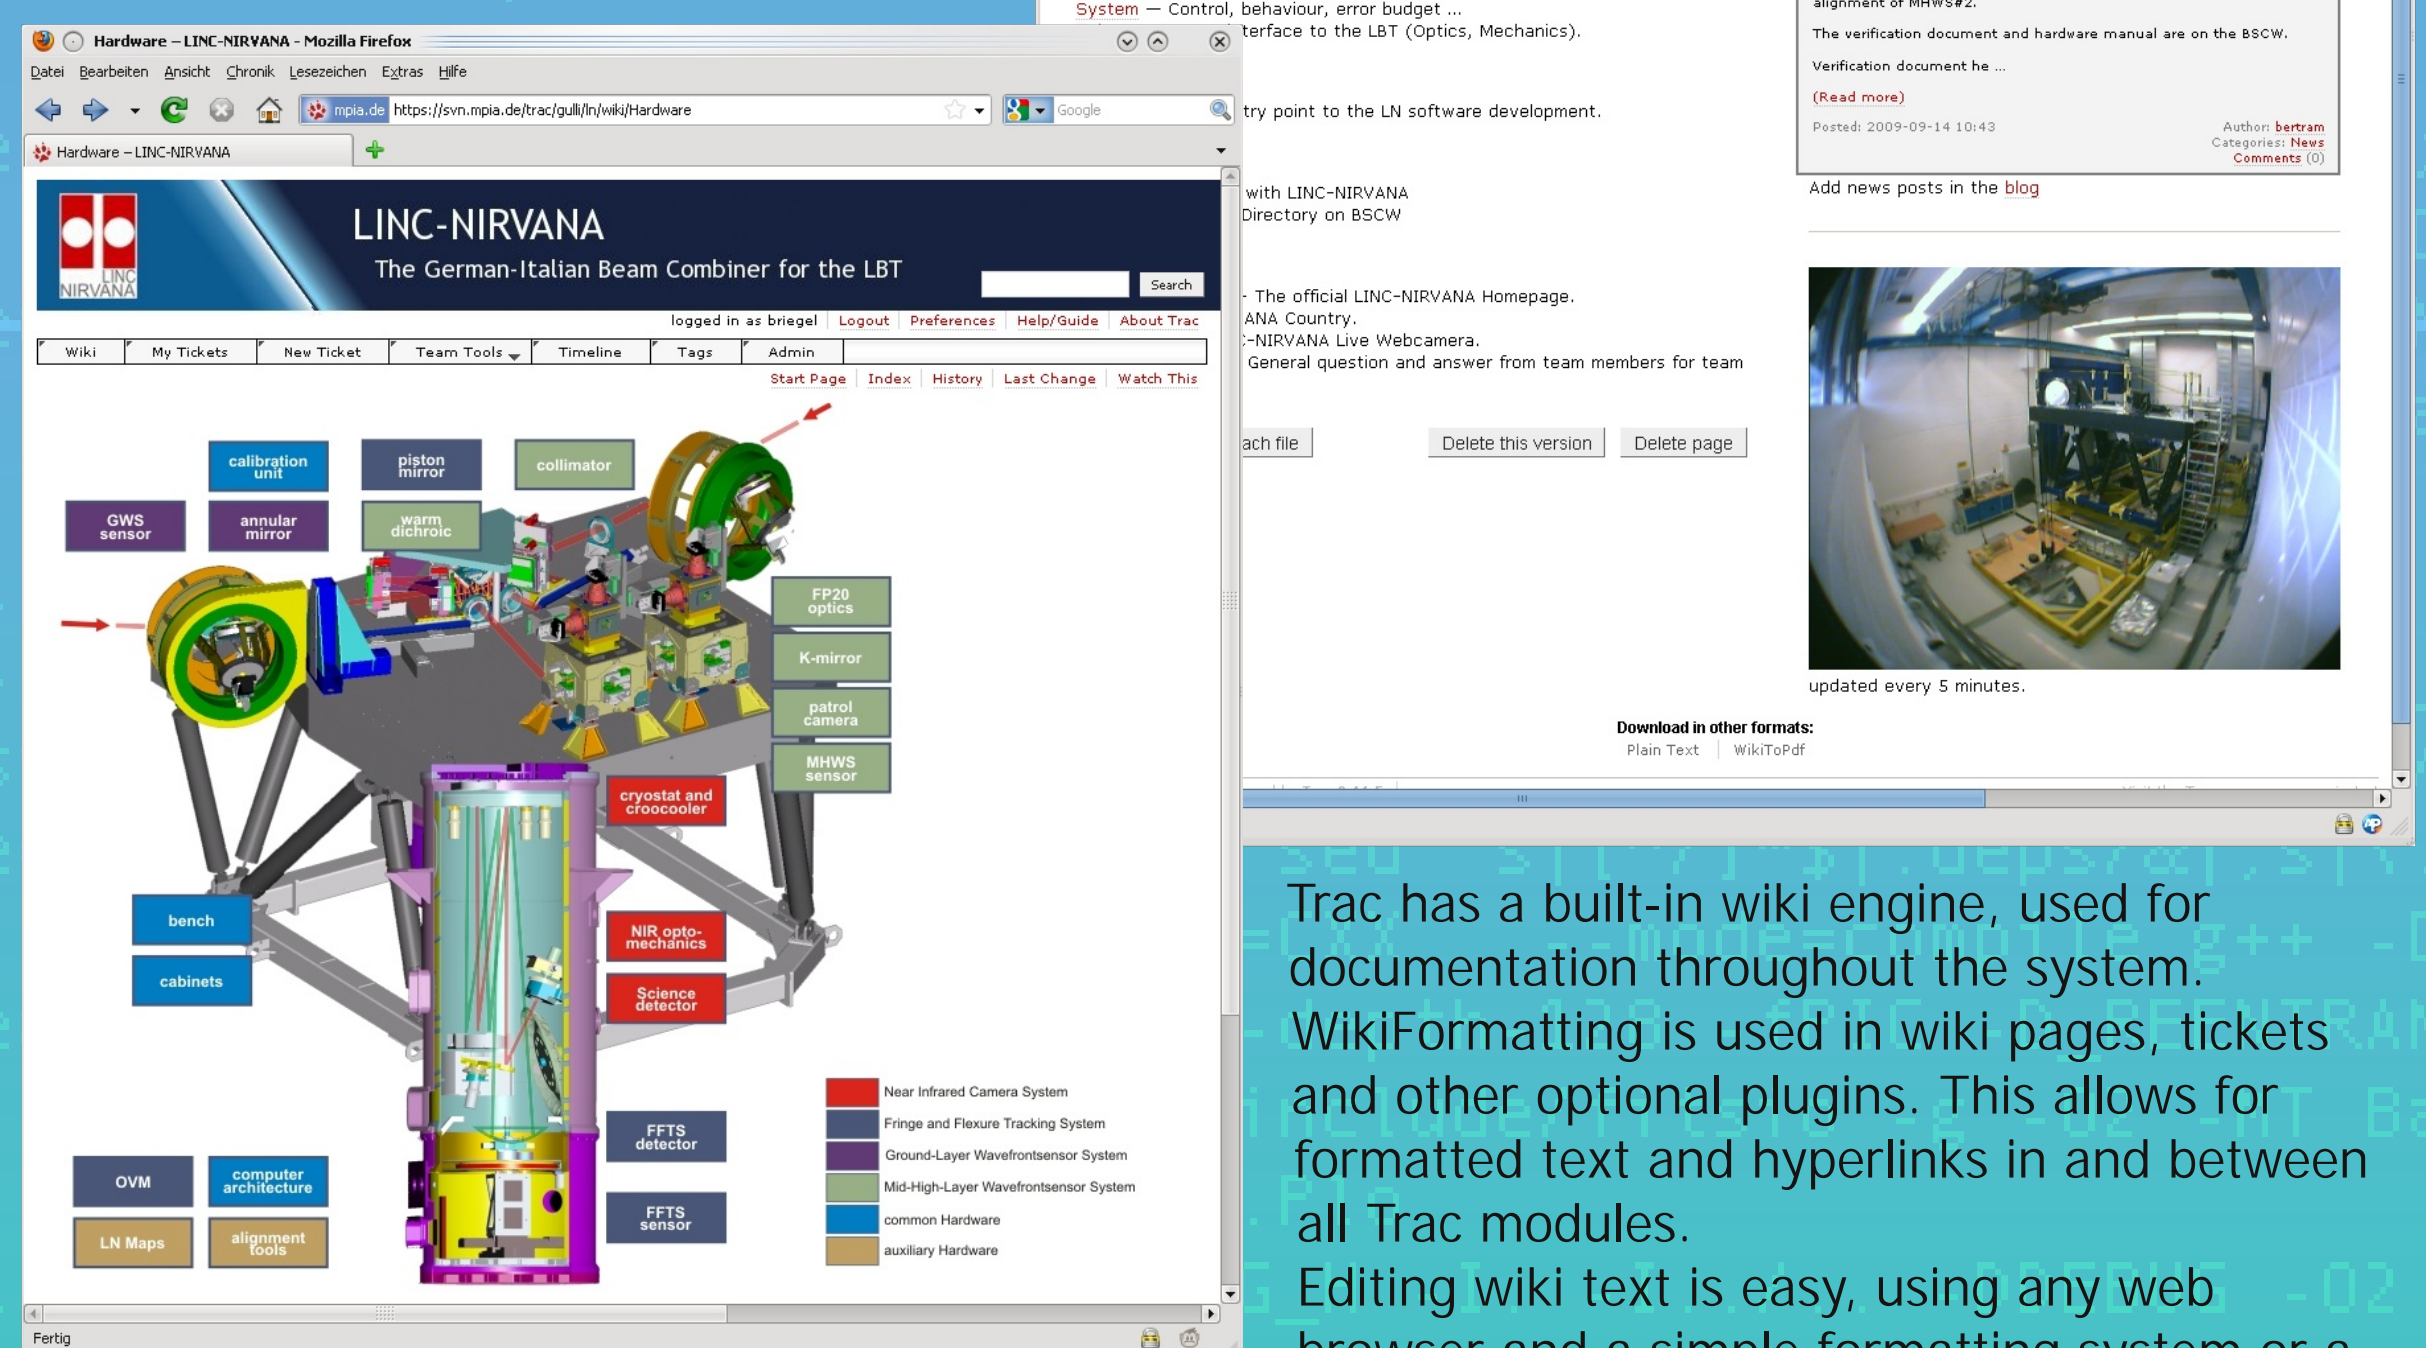 Hardware – LINC-NIRVANA - Mozilla Firefox
Datei Bearbeiten Ansicht Chronik Lesezeichen Extras Hilfe
mpia.de https://svn.mpia.de/trac/gulli/ln/wiki/Hardware
Google
Hardware – LINC-NIRVANA
LINC
NIRVANA
LINC-NIRVANA
The German-Italian Beam Combiner for the LBT
Search
logged in as briegel Logout Preferences Help/Guide About Trac
Wiki My Tickets New Ticket Team Tools Timeline Tags Admin
Start Page Index History Last Change Watch This
calibration
unit
piston
mirror
collimator
GWS
sensor
annular
mirror
warm
dichroic
FP20
optics
K-mirror
patrol
camera
MHWS
sensor
cryostat and
croocooler
bench
cabinets
NIR opto-
mechanics
Science
detector
FFTS
detector
FFTS
sensor
OVM
computer
architecture
LN Maps
alignment
tools
Near Infrared Camera System
Fringe and Flexure Tracking System
Ground-Layer Wavefrontsensor System
Mid-High-Layer Wavefrontsensor System
common Hardware
auxiliary Hardware
Fertig
System — Control, behaviour, error budget ...
terface to the LBT (Optics, Mechanics).
try point to the LN software development.
with LINC-NIRVANA
Directory on BSCW
- The official LINC-NIRVANA Homepage.
ANA Country.
-NIRVANA Live Webcamera.
General question and answer from team members for team
ach file
Delete this version
Delete page
alignment of MHWS#2.
The verification document and hardware manual are on the BSCW.
Verification document he ...
(Read more)
Posted: 2009-09-14 10:43
Author: bertram
Categories: News
Comments (0)
Add news posts in the blog
updated every 5 minutes.
Download in other formats:
Plain Text WikiToPdf
Trac has a built-in wiki engine, used for
documentation throughout the system.
WikiFormatting is used in wiki pages, tickets
and other optional plugins. This allows for
formatted text and hyperlinks in and between
all Trac modules.
Editing wiki text is easy, using any web
browser and a simple formatting system or a